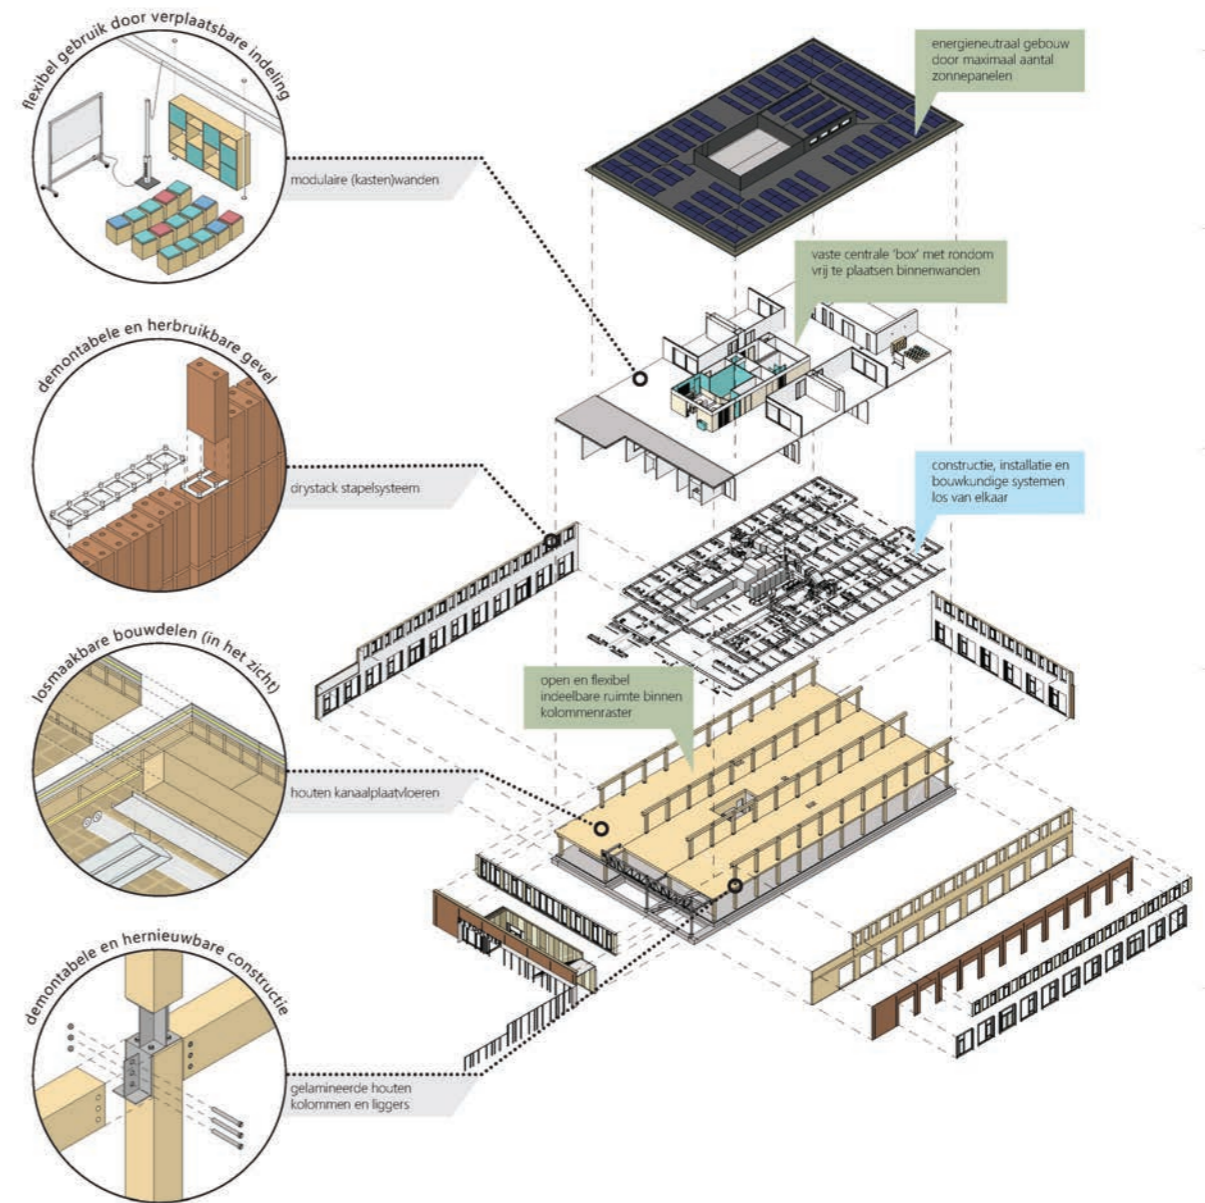 flexibel gebruik door verplaatsbare indeling
modulaire (kasten)wanden
demontabele en herbruikbare gevel
drystack stapelsysteem
losmaakbare bouwdelen (in het zicht)
houten kanaalplaatvloeren
demontabele en hernieuwbare constructie
gelamineerde houten
kolommen en liggers
energieneutraal gebouw
door maximaal aantal
zonnepanelen
vaste centrale 'box' met rondom
vrij te plaatsen binnenwanden
constructie, installatie en
bouwkundige systemen
los van elkaar
open en flexibel
indeelbare ruimte binnen
kolommenraster